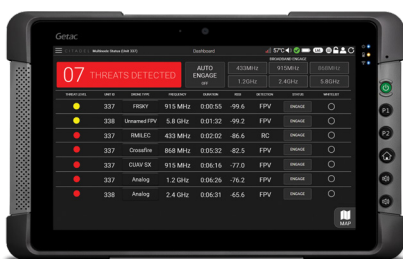 Getac
Multimode Status (Unit 337) Dashboard 57°C
BROADBAND ENGAGE
07 THREATS DETECTED AUTO ENGAGE OFF 433MHz 915MHz 868MHz
1.2GHz 2.4GHz 5.8GHz
THREAT LEVEL UNIT ID DRONE TYPE FREQUENCY DURATION RSSI DETECTION STATUS WHITELIST
337 FRSKY 915 MHz 0:00:55 -99.6 FPV ENGAGE
338 Unnamed FPV 5.8 GHz 0:01:32 -99.2 FPV ENGAGE
337 RMILEC 433 MHz 0:02:02 -86.6 RC ENGAGE
337 Crossfire 868 MHz 0:05:32 -82.5 FPV ENGAGE
337 CUAV SX 915 MHz 0:06:16 -77.0 FPV ENGAGE
337 Analog 1.2 GHz 0:06:26 -76.2 FPV ENGAGE
338 Analog 2.4 GHz 0:06:31 -65.6 FPV ENGAGE
MAP
P1
P2